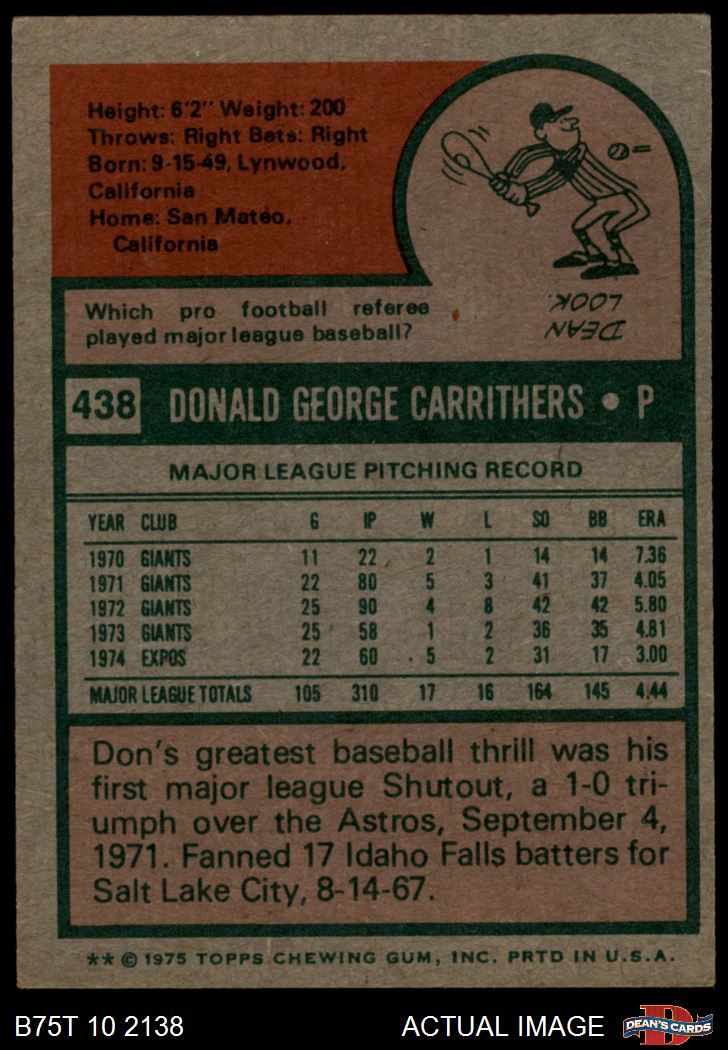 Height: 6'2" Weight: 200
Throws: Right Bats: Right
Born: 9-15-49, Lynwood,
California
Home: San Mateo,
California
DEAN
LOOK.
Which pro football referee
played major league baseball?
438 DONALD GEORGE CARRITHERS • P
MAJOR LEAGUE PITCHING RECORD
YEAR CLUB G IP W L SO BB ERA
1970 GIANTS 11 22 2 1 14 14 7.36
1971 GIANTS 22 80 5 3 41 37 4.05
1972 GIANTS 25 90 4 8 42 42 5.80
1973 GIANTS 25 58 1 2 36 35 4.81
1974 EXPOS 22 60 5 2 31 17 3.00
MAJOR LEAGUE TOTALS 105 310 17 16 164 145 4.44
Don's greatest baseball thrill was his
first major league Shutout, a 1-0 tri-
umph over the Astros, September 4,
1971. Fanned 17 Idaho Falls batters for
Salt Lake City, 8-14-67.
** © 1975 TOPPS CHEWING GUM, INC. PRTD IN U.S.A.
B75T 10 2138 ACTUAL IMAGE D DEAN'S CARDS